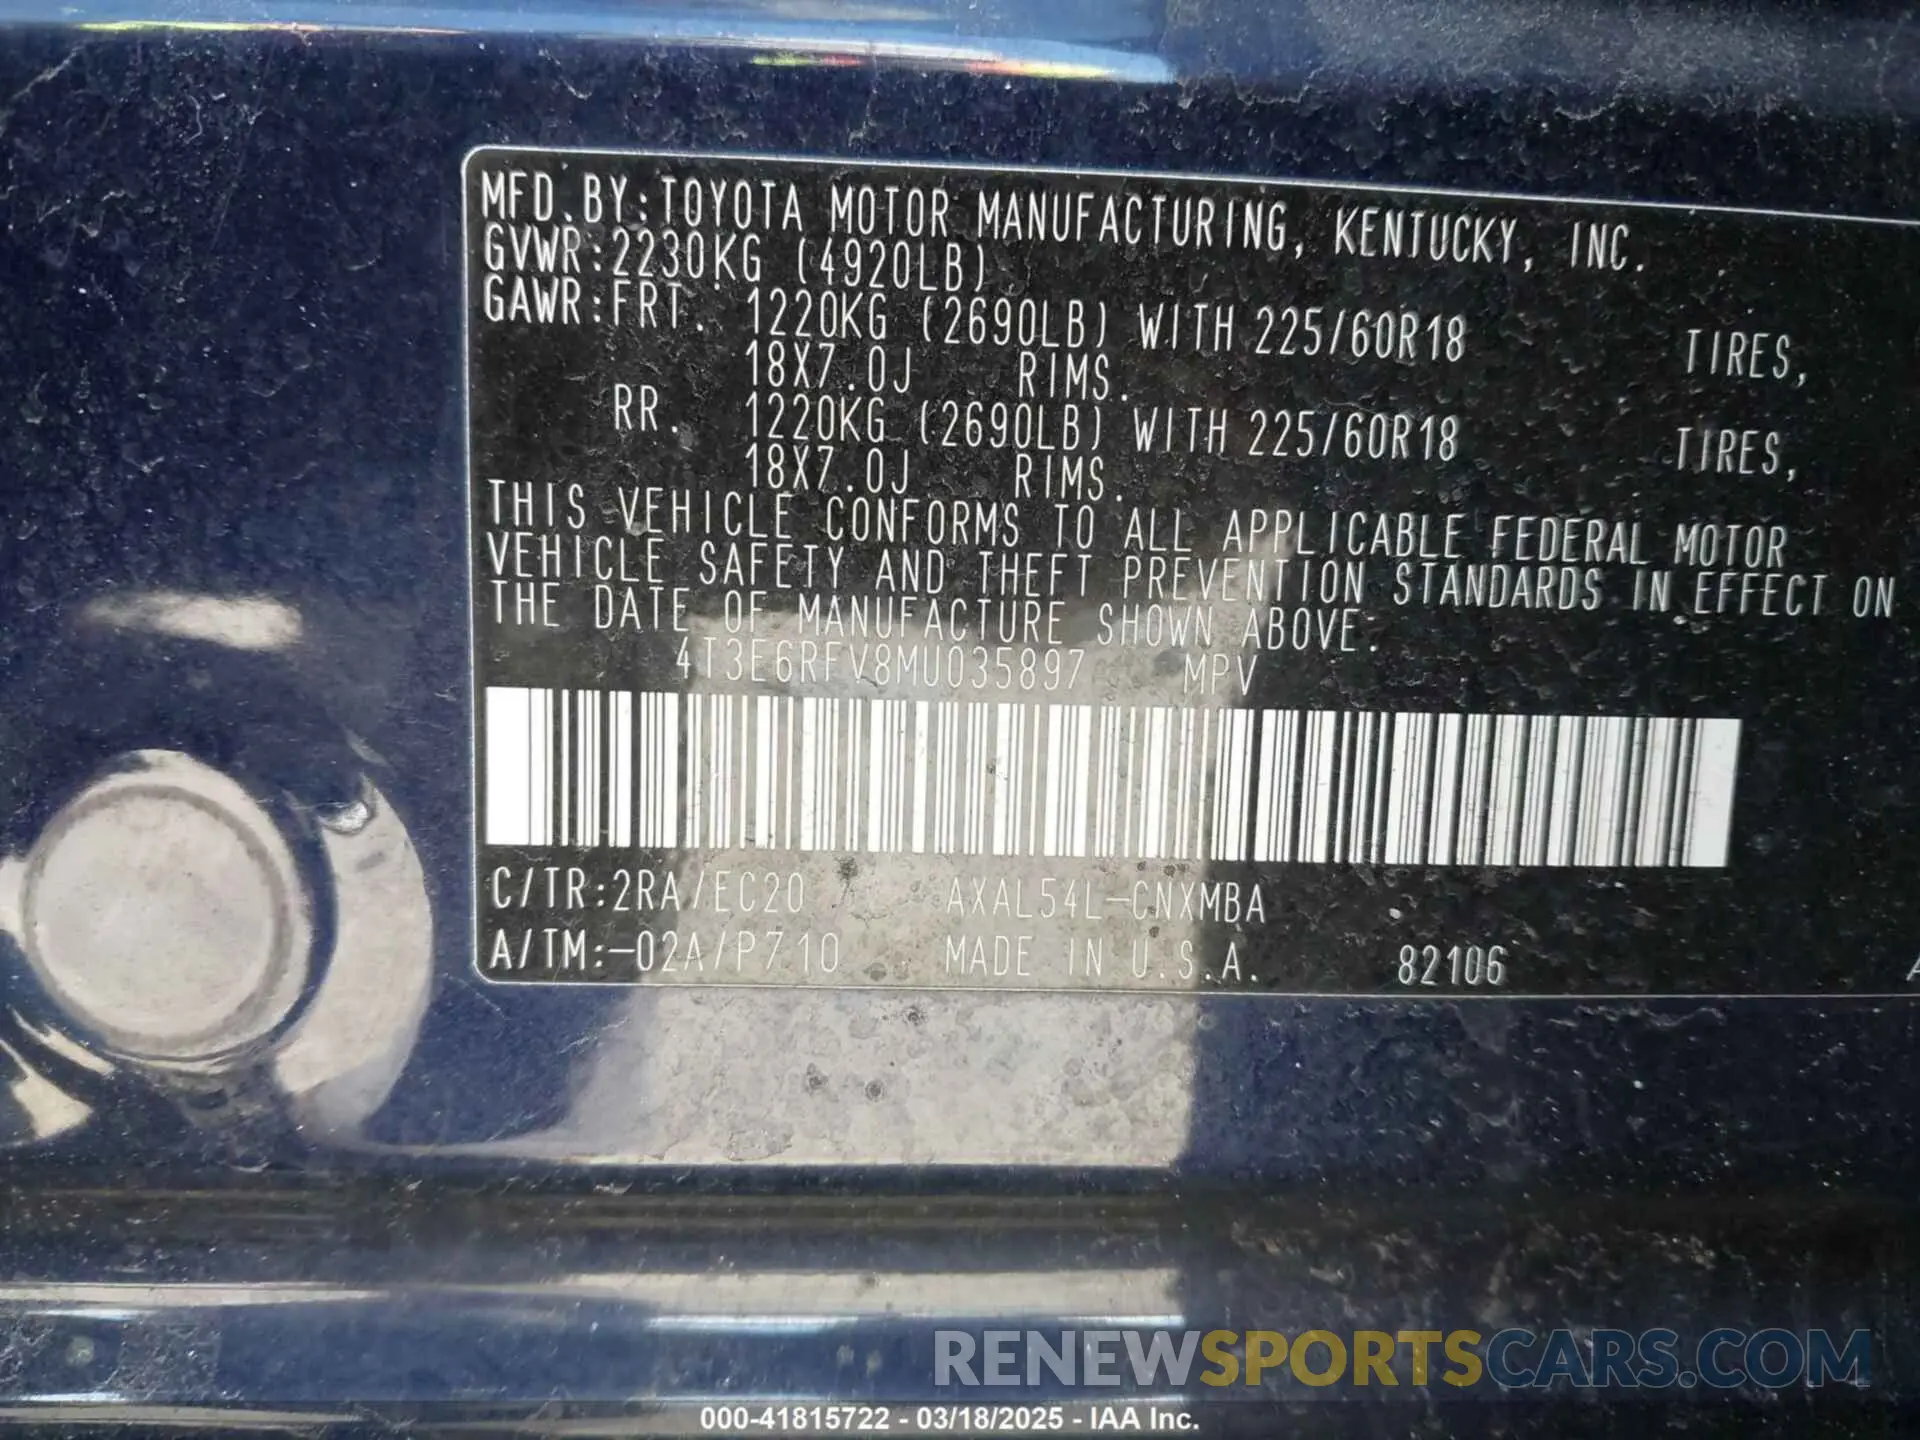 MFD. BY: TOYOTA MOTOR MANUFACTURING, KENTUCKY, INC.
GVWR: 2230KG (4920LB)
GAWR: FRT. 1220KG (2690LB) WITH 225/60R18 TIRES,
18X7.0J RIMS.
RR. 1220KG (2690LB) WITH 225/60R18 TIRES,
18X7.0J RIMS.
THIS VEHICLE CONFORMS TO ALL APPLICABLE FEDERAL MOTOR
VEHICLE SAFETY AND THEFT PREVENTION STANDARDS IN EFFECT ON
THE DATE OF MANUFACTURE SHOWN ABOVE.
4T3E6RFV8MU035897 MPV
C/TR: 2RA/EC20 AXAL54L-CNXMBA
A/TM:-02A/P710 MADE IN U.S.A. 82106
RENEWSPORTSCARS.COM
000-41815722 - 03/18/2025 - IAA Inc.